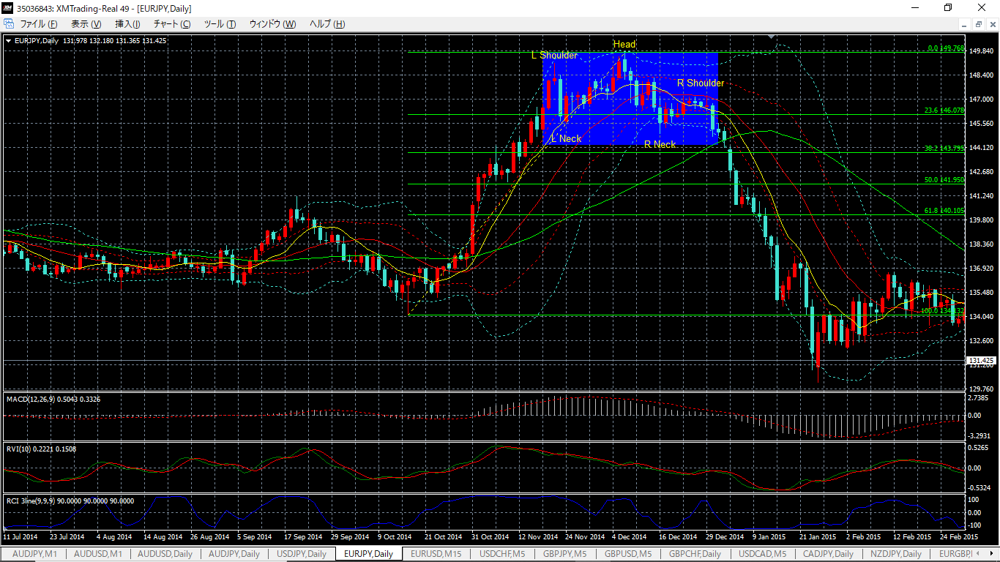 35036843: XMTrading-Real 49 - [EURJPY,Daily]
ファイル (F) 表示 (V) 挿入(I) チャート (C) ツール (T) ウィンドウ (W) ヘルプ (H)
EURJPY,Daily 131.978 132.180 131.365 131.425
Head
L Shoulder
R Shoulder
L Neck
R Neck
0.0 149.768
23.6 146.078
38.2 143.795
50.0 141.950
61.8 140.105
100.0 134.132
149.840
148.400
147.000
145.560
144.120
142.680
141.240
139.800
138.360
136.920
135.480
134.040
132.600
131.425
131.200
129.760
MACD(12,26,9) 0.5043 0.3326
2.7385
0.00
-3.2931
RVI(10) 0.2221 0.1508
0.5265
0.00
-0.5324
RCI 3line(9,9,9) 90.0000 90.0000 90.0000
100
0.00
-100
11 Jul 2014 23 Jul 2014 4 Aug 2014 14 Aug 2014 26 Aug 2014 5 Sep 2014 17 Sep 2014 29 Sep 2014 9 Oct 2014 21 Oct 2014 31 Oct 2014 12 Nov 2014 24 Nov 2014 4 Dec 2014 16 Dec 2014 29 Dec 2014 9 Jan 2015 21 Jan 2015 2 Feb 2015 12 Feb 2015 24 Feb 2015
AUDJPY,M1 AUDUSD,M1 AUDUSD,Daily AUDJPY,Daily USDJPY,Daily EURJPY,Daily EURUSD,M15 USDCHF,M5 GBPJPY,M5 GBPUSD,M5 GBPCHF,Daily USDCAD,M5 CADJPY,Daily NZDJPY,Daily EURGBP